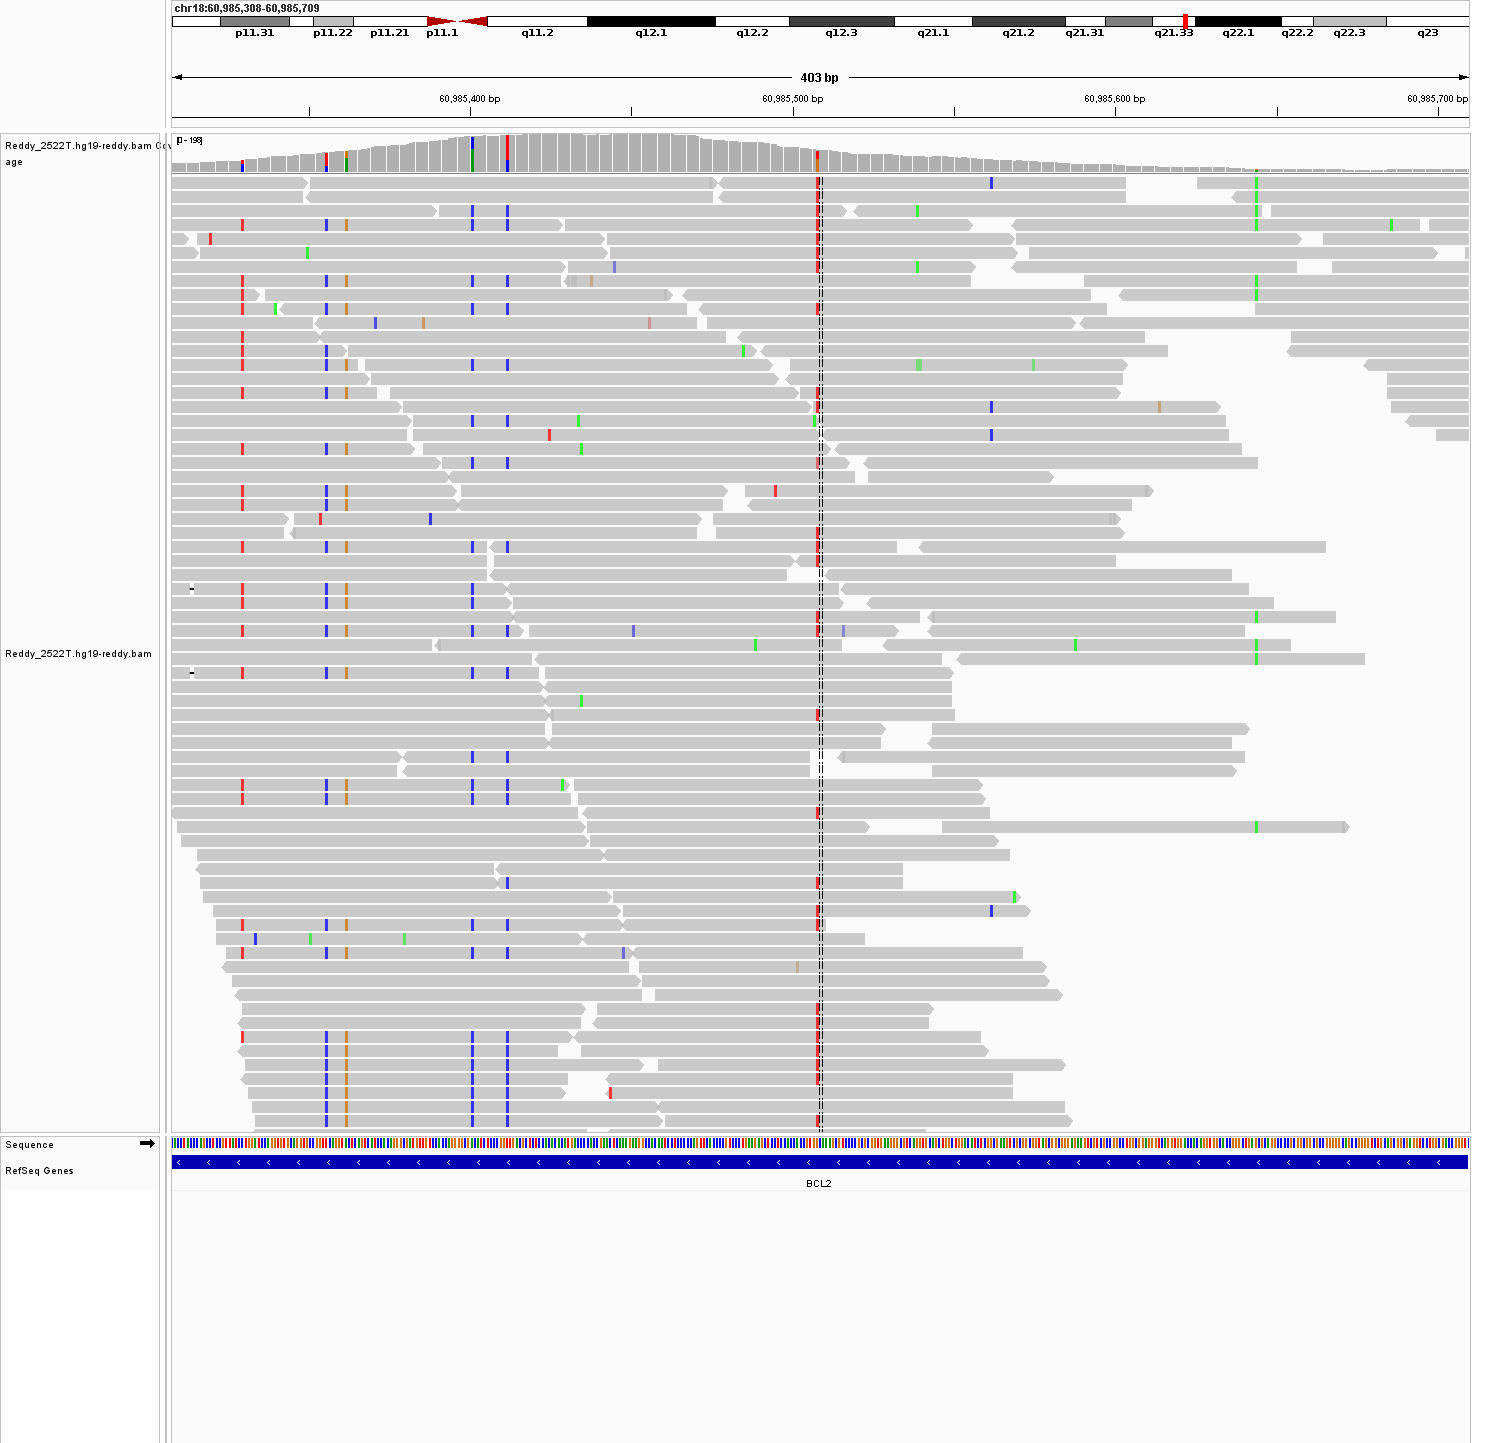 chr18:60,985,308-60,985,709
p11.31 p11.22 p11.21 p11.1 q11.2 q12.1 q12.2 q12.3 q21.1 q21.2 q21.31 q21.33 q22.1 q22.2 q22.3 q23
403 bp
60,985,400 bp 60,985,500 bp 60,985,600 bp 60,985,700 bp
Reddy_2522T.hg19-reddy.bam Cov
age
[0 - 198]
Reddy_2522T.hg19-reddy.bam
Sequence
RefSeq Genes
BCL2